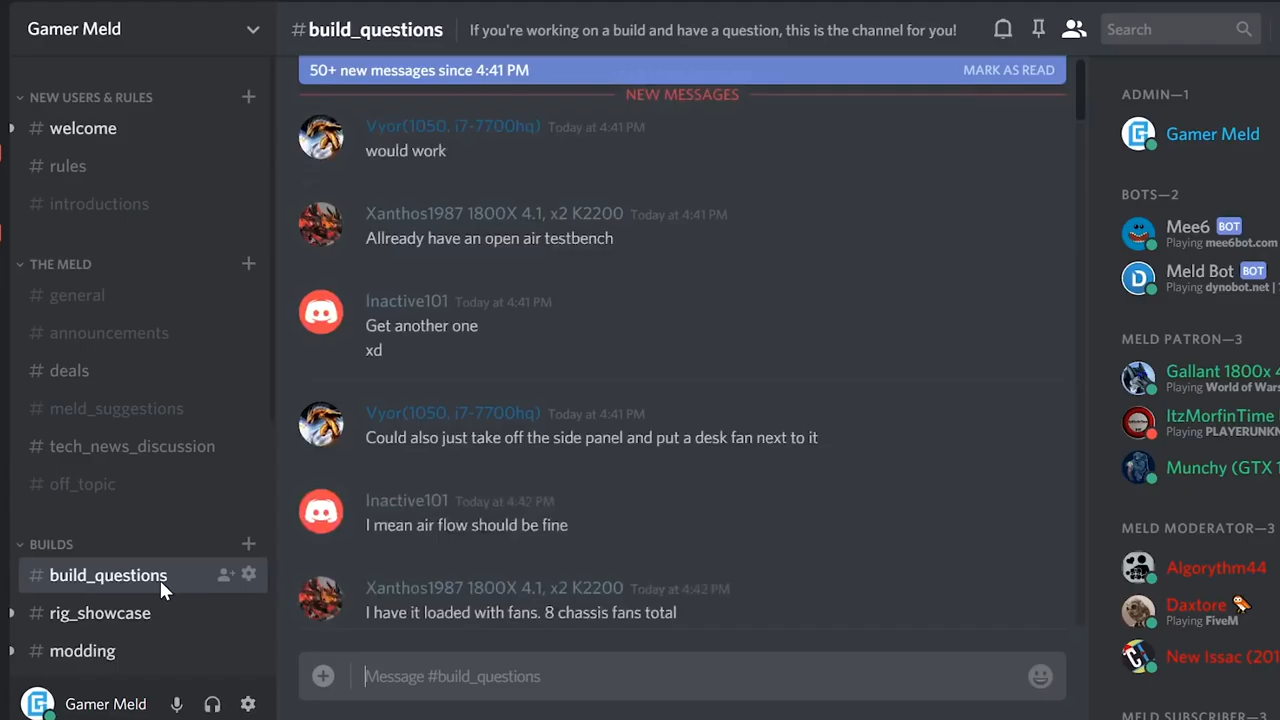 Gamer Meld
NEW USERS & RULES
# welcome
# rules
# introductions
THE MELD
# general
# announcements
# deals
# meld_suggestions
# tech_news_discussion
# off_topic
BUILDS
# build_questions
# rig_showcase
# modding
Gamer Meld
#build_questions
If you're working on a build and have a question, this is the channel for you!
Search
50+ new messages since 4:41 PM MARK AS READ
NEW MESSAGES
Vyor(1050, i7-7700hq) Today at 4:41 PM
would work
Xanthos1987 1800X 4.1, x2 K2200 Today at 4:41 PM
Allready have an open air testbench
Inactive101 Today at 4:41 PM
Get another one
xd
Vyor(1050, i7-7700hq) Today at 4:41 PM
Could also just take off the side panel and put a desk fan next to it
Inactive101 Today at 4:42 PM
I mean air flow should be fine
Xanthos1987 1800X 4.1, x2 K2200 Today at 4:42 PM
I have it loaded with fans. 8 chassis fans total
Message #build_questions
ADMIN—1
Gamer Meld
BOTS—2
Mee6 BOT
Playing mee6bot.com
Meld Bot BOT
Playing dynobot.net |
MELD PATRON—3
Gallant 1800x
Playing World of Wars
ItzMorfinTime
Playing PLAYERUNKN
Munchy (GTX 1
MELD MODERATOR—3
Algorythm44
Daxtore
Playing FiveM
New Issac (201
MELD SUBSCRIBER—3